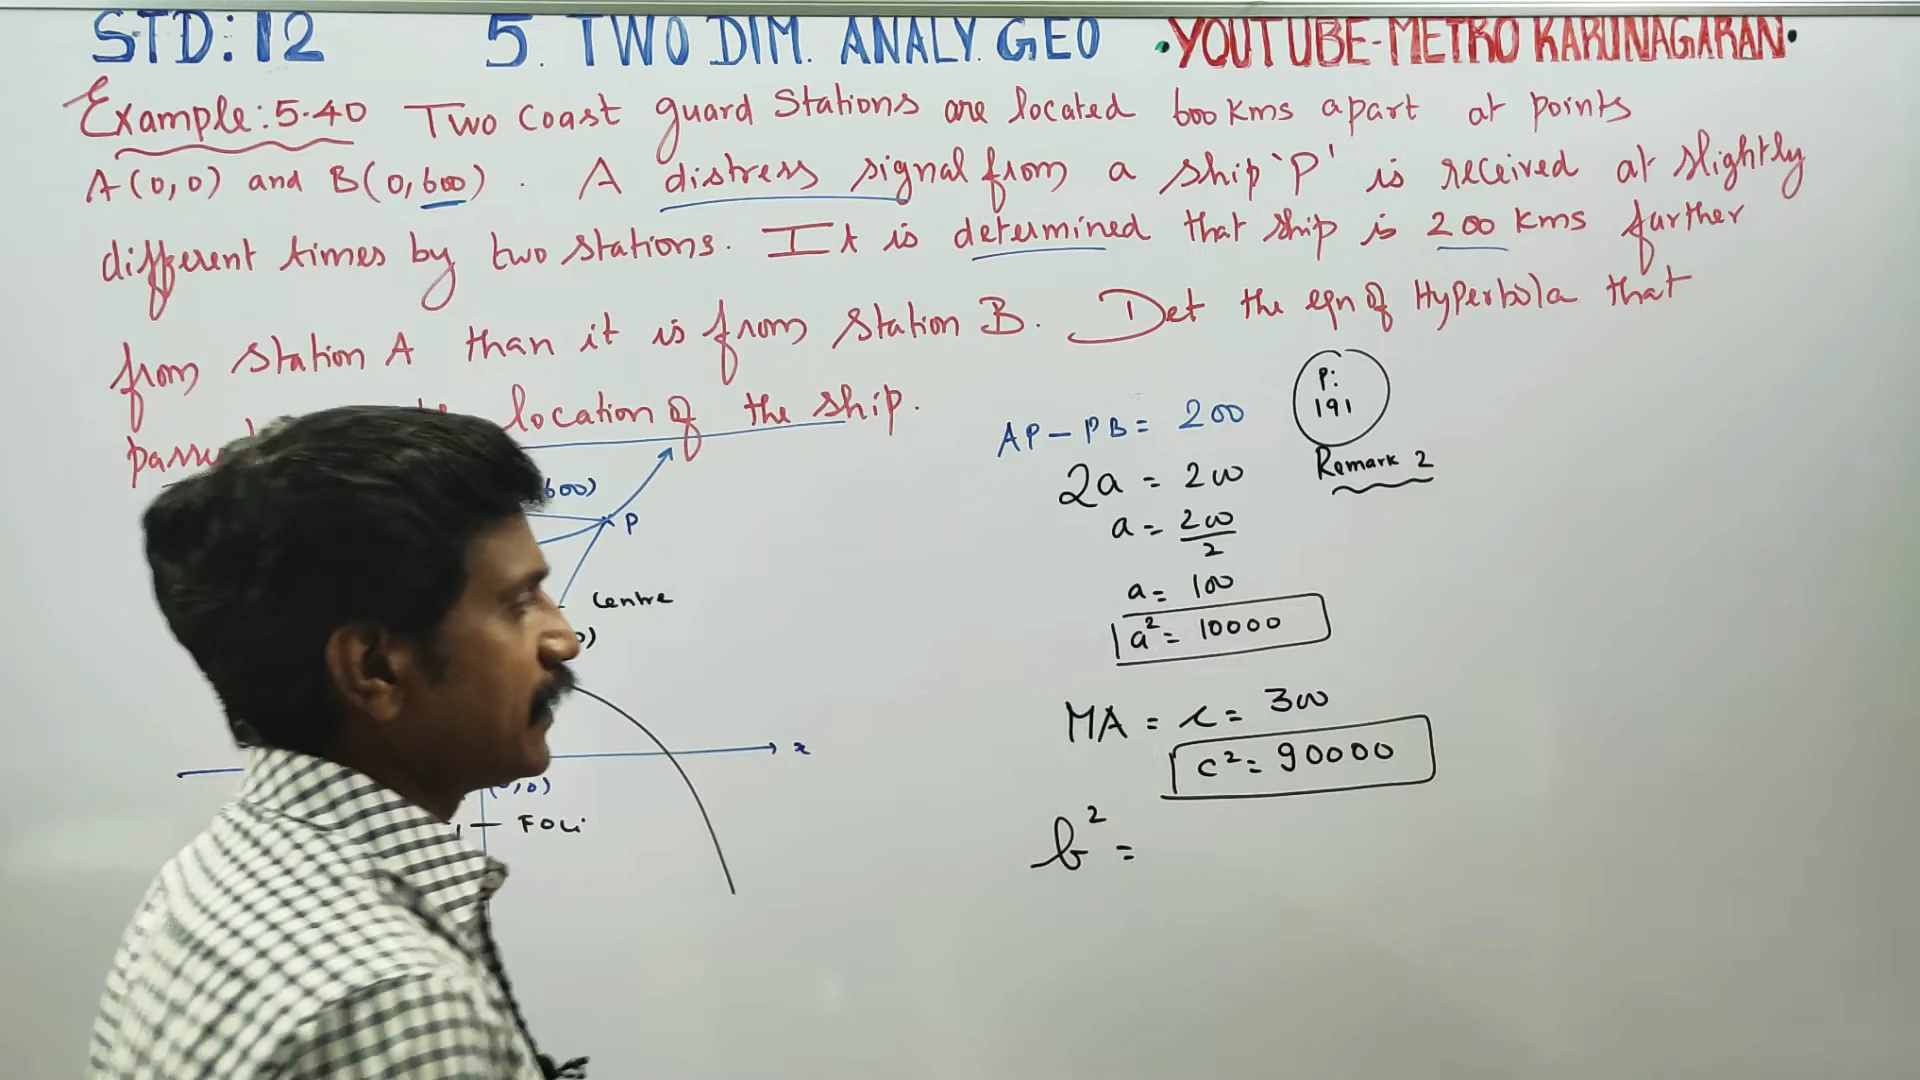 STD:12 5. TWO DIM. ANALY. GEO •YOUTUBE-METRO KARUNAGARAN•
Example:5.40 Two Coast guard Stations are located 600 Kms apart at points
A(0,0) and B(0,600). A distress signal from a ship 'P' is received at slightly
different times by two stations. It is determined that ship is 200 kms further
from Station A than it is from Station B. Det the eqn of Hyperbola that
location of the ship.
P:
191
Remark 2
AP-PB= 200
2a = 200
a = 200/2
a = 100
a² = 10000
MA = c = 300
c² = 90000
b² =
600)
P
Centre
x
Foci